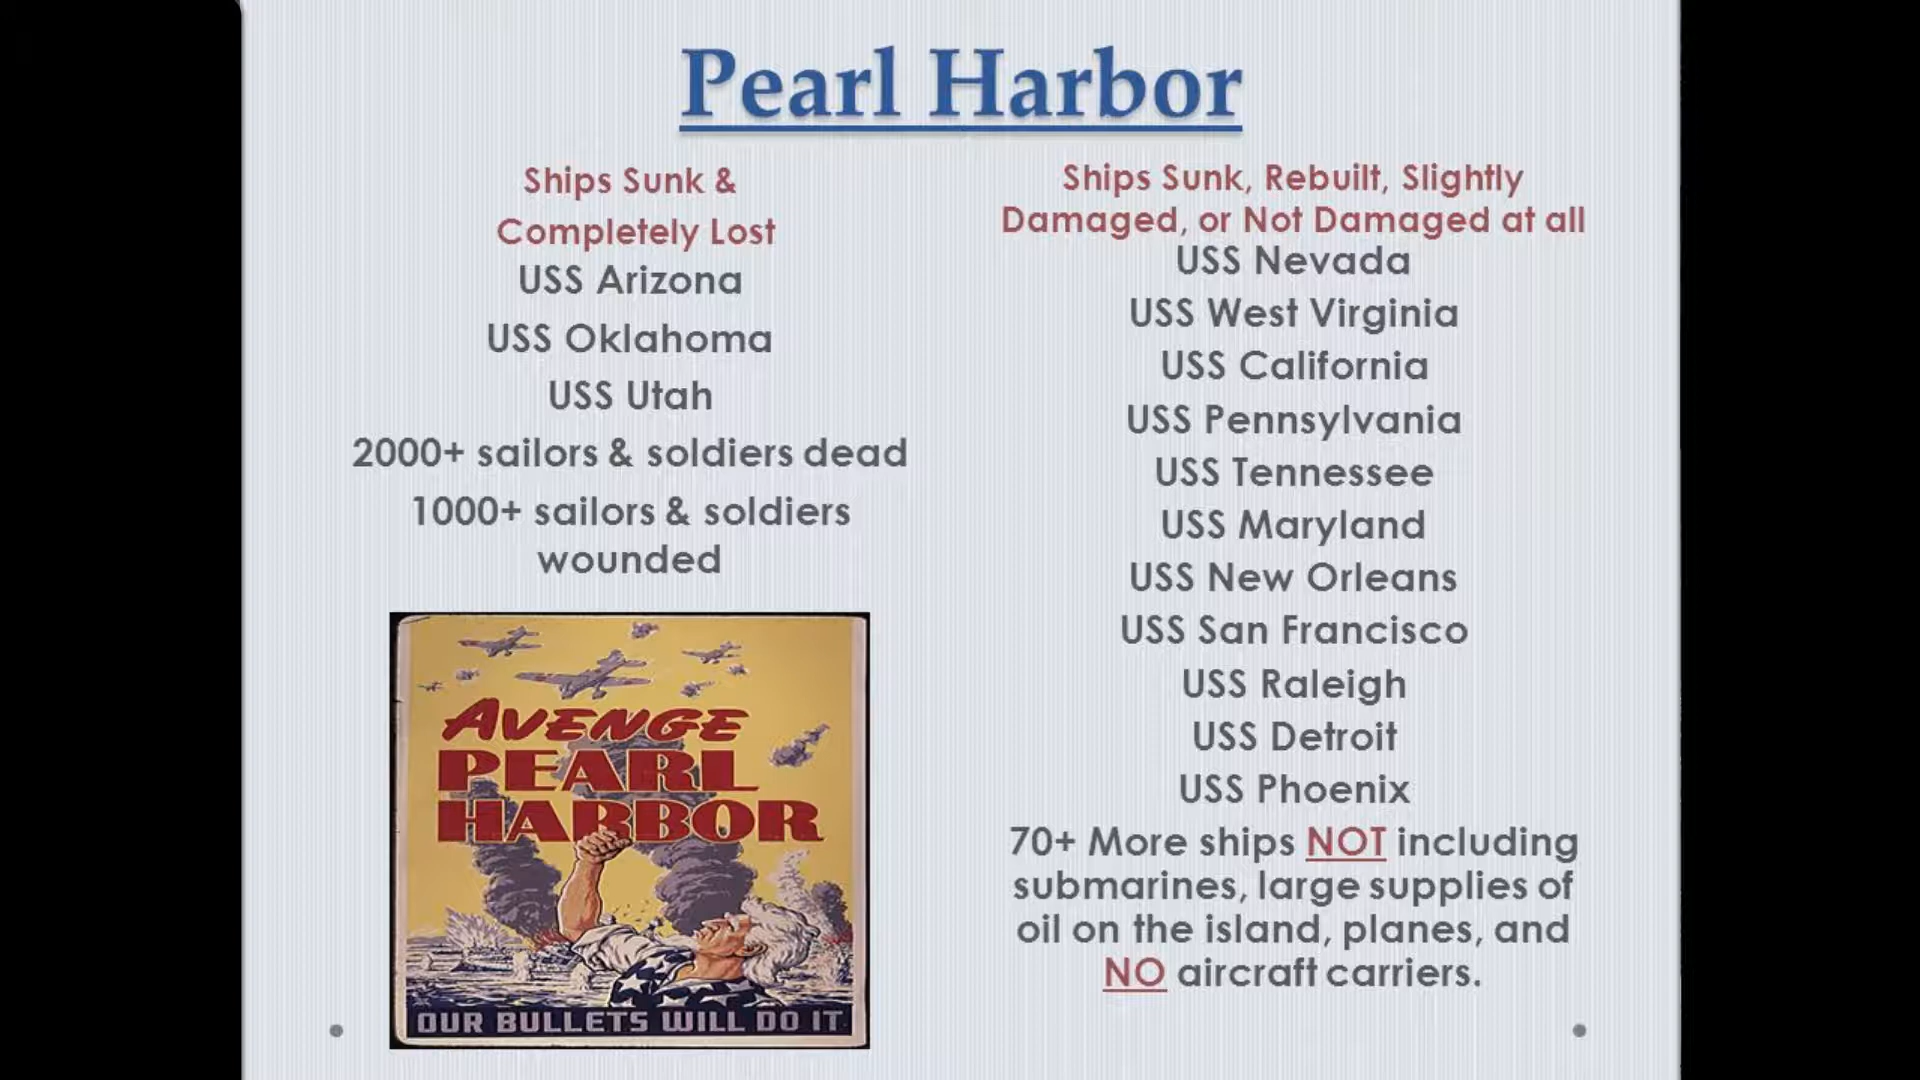 Pearl Harbor
Ships Sunk &
Completely Lost
USS Arizona
USS Oklahoma
USS Utah
2000+ sailors & soldiers dead
1000+ sailors & soldiers
wounded
AVENGE
PEARL
HARBOR
OUR BULLETS WILL DO IT
Ships Sunk, Rebuilt, Slightly
Damaged, or Not Damaged at all
USS Nevada
USS West Virginia
USS California
USS Pennsylvania
USS Tennessee
USS Maryland
USS New Orleans
USS San Francisco
USS Raleigh
USS Detroit
USS Phoenix
70+ More ships NOT including
submarines, large supplies of
oil on the island, planes, and
NO aircraft carriers.